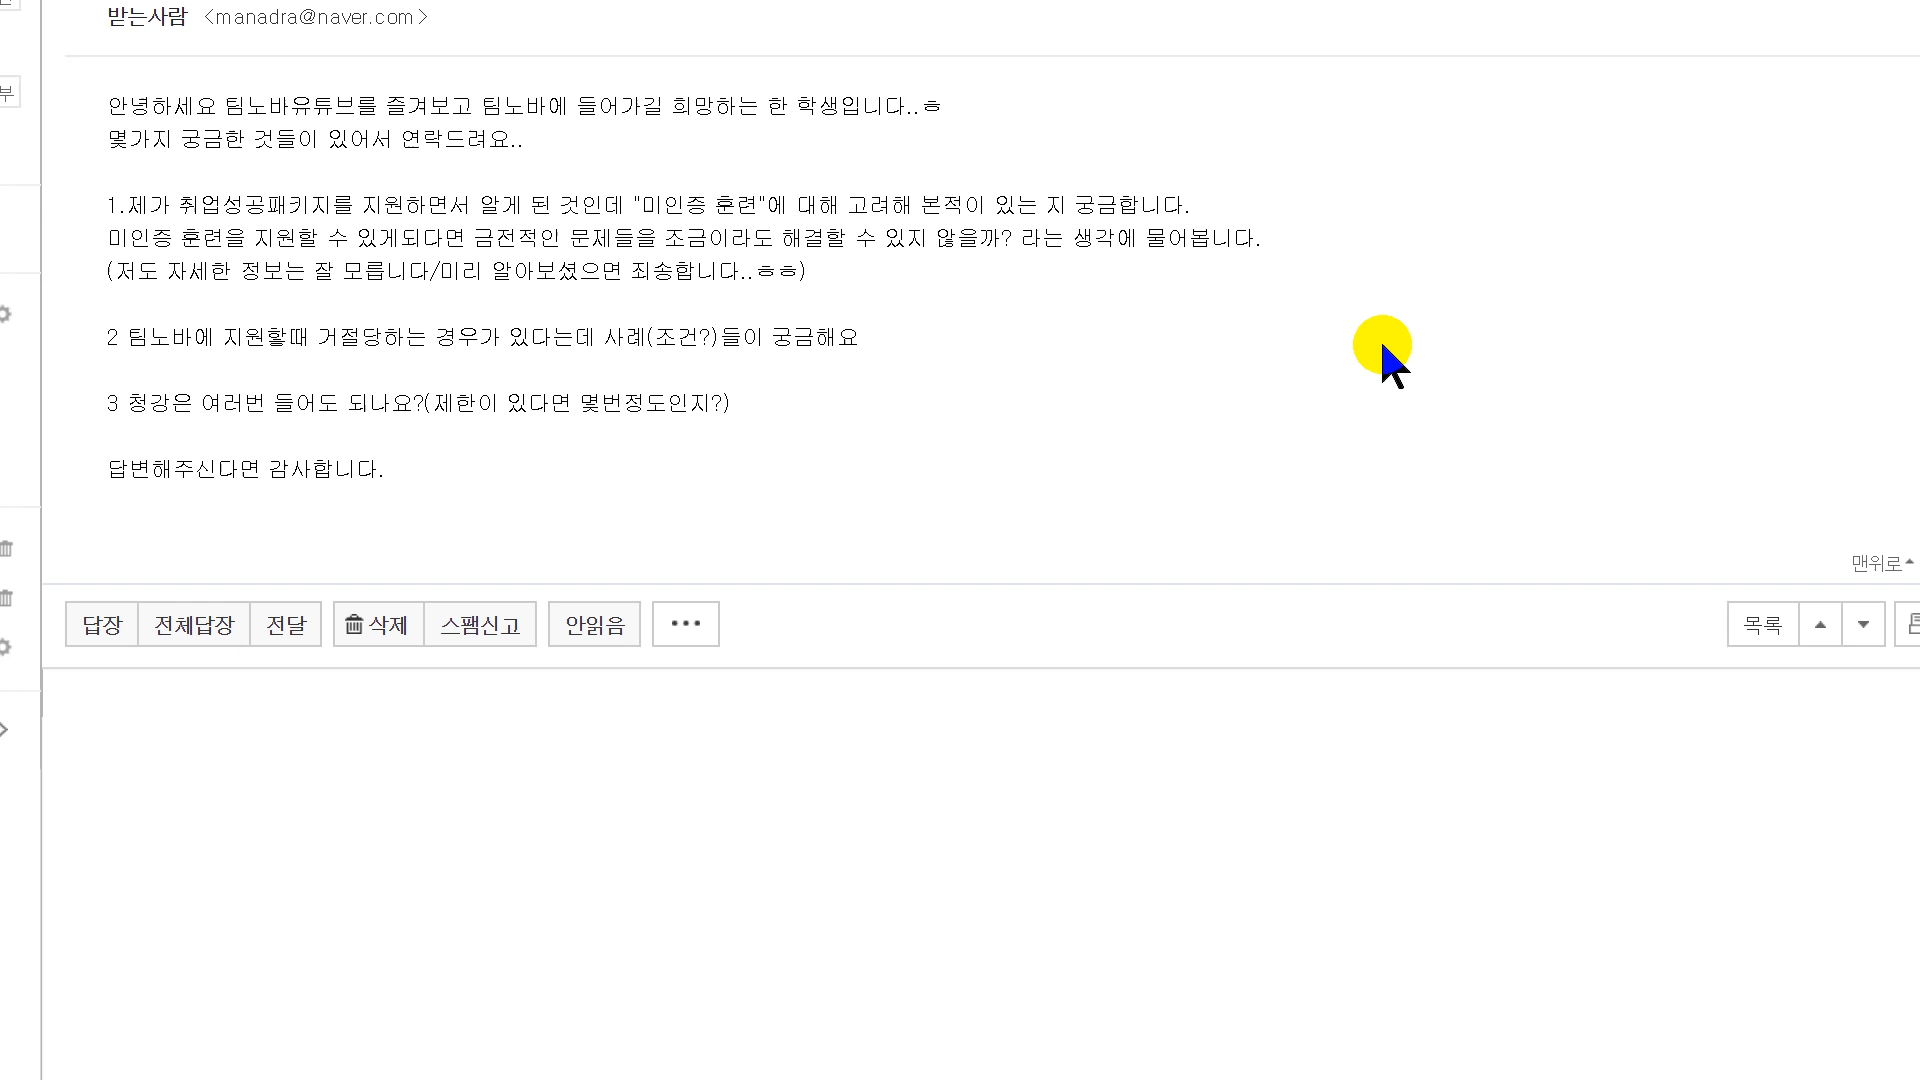 받는사람 <manadra@naver.com>
부
안녕하세요 팀노바유튜브를 즐겨보고 팀노바에 들어가길 희망하는 한 학생입니다..ㅎ
몇가지 궁금한 것들이 있어서 연락드려요..
1.제가 취업성공패키지를 지원하면서 알게 된 것인데 "미인증 훈련"에 대해 고려해 본적이 있는 지 궁금합니다.
미인증 훈련을 지원할 수 있게되다면 금전적인 문제들을 조금이라도 해결할 수 있지 않을까? 라는 생각에 물어봅니다.
(저도 자세한 정보는 잘 모릅니다/미리 알아보셨으면 죄송합니다..ㅎㅎ)
2 팀노바에 지원핧때 거절당하는 경우가 있다는데 사례(조건?)들이 궁금해요
3 청강은 여러번 들어도 되나요?(제한이 있다면 몇번정도인지?)
답변해주신다면 감사합니다.
맨위로
답장 전체답장 전달 삭제 스팸신고 안읽음 ••• 목록